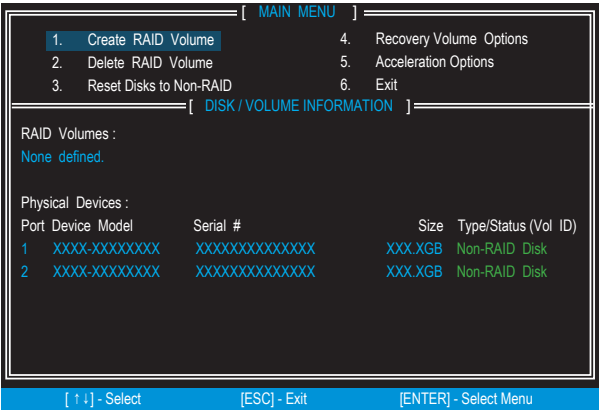 [ MAIN MENU ]
1. Create RAID Volume 4. Recovery Volume Options
2. Delete RAID Volume 5. Acceleration Options
3. Reset Disks to Non-RAID 6. Exit
[ DISK / VOLUME INFORMATION ]
RAID Volumes :
None defined.
Physical Devices :
Port Device Model Serial # Size Type/Status (Vol ID)
1 XXXX-XXXXXXXX XXXXXXXXXXXXXX XXX.XGB Non-RAID Disk
2 XXXX-XXXXXXXX XXXXXXXXXXXXXX XXX.XGB Non-RAID Disk
[ ↑↓] - Select [ESC] - Exit [ENTER] - Select Menu